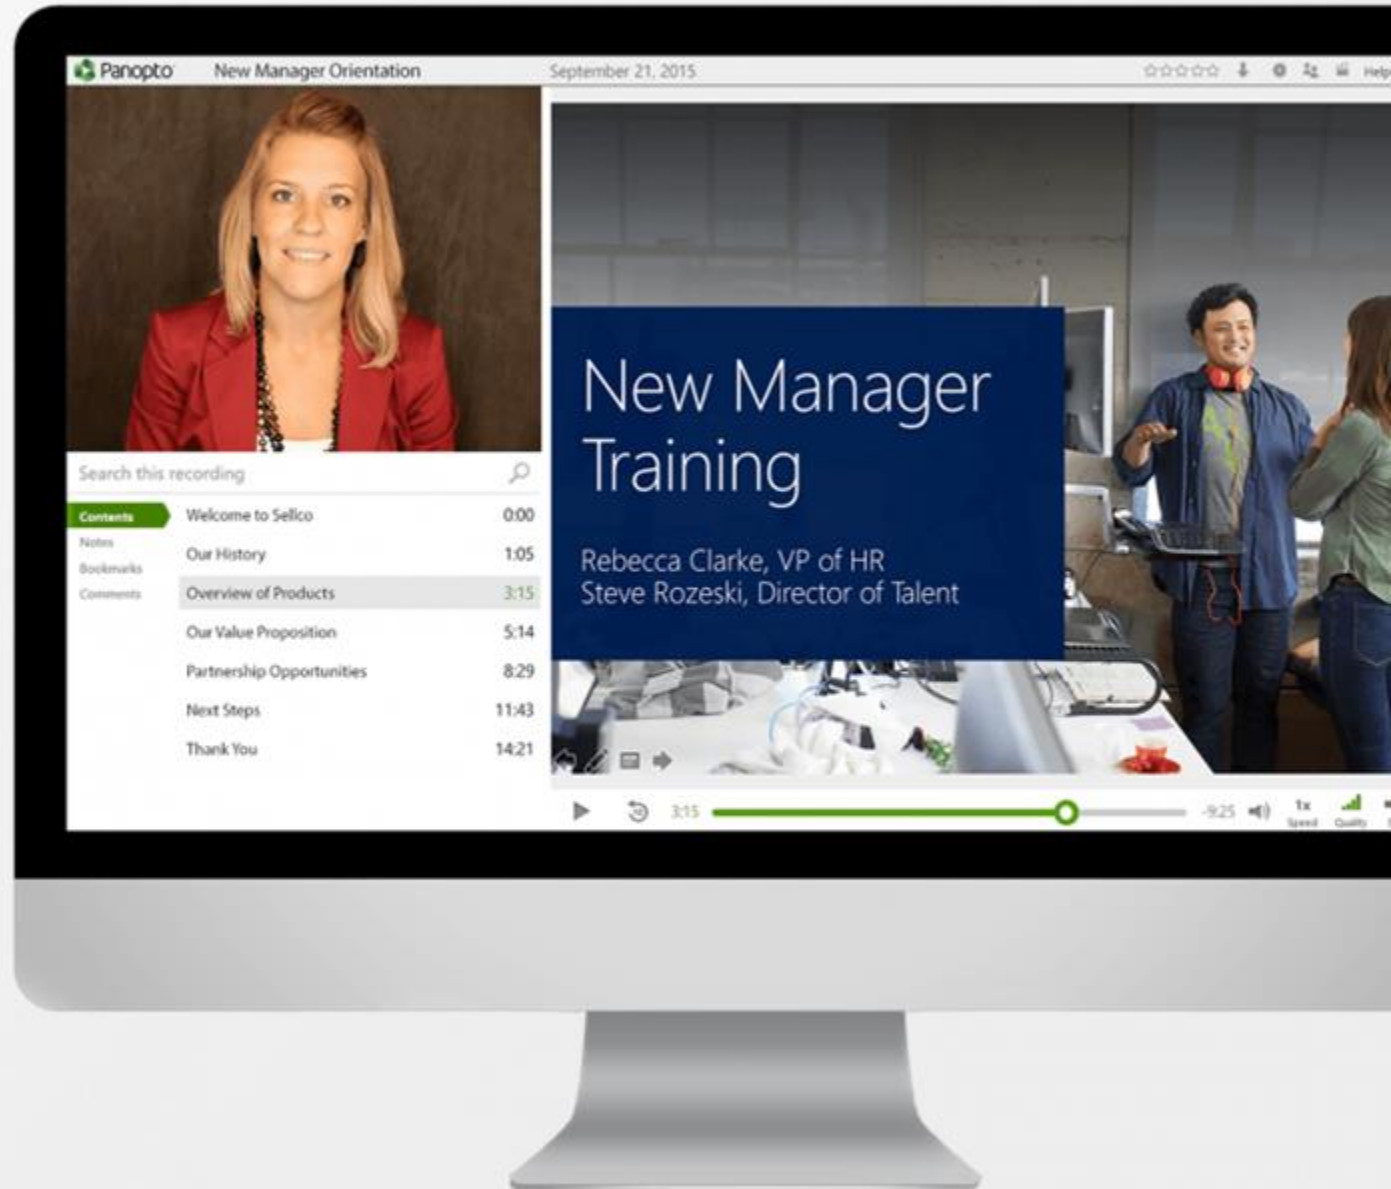 Panopto New Manager Orientation September 21, 2015 Help
Search this recording
Contents
Notes
Bookmarks
Comments
Welcome to Sellco 0:00
Our History 1:05
Overview of Products 3:15
Our Value Proposition 5:14
Partnership Opportunities 8:29
Next Steps 11:43
Thank You 14:21
New Manager
Training
Rebecca Clarke, VP of HR
Steve Rozeski, Director of Talent
3:15 -9:25 1x
Speed Quality